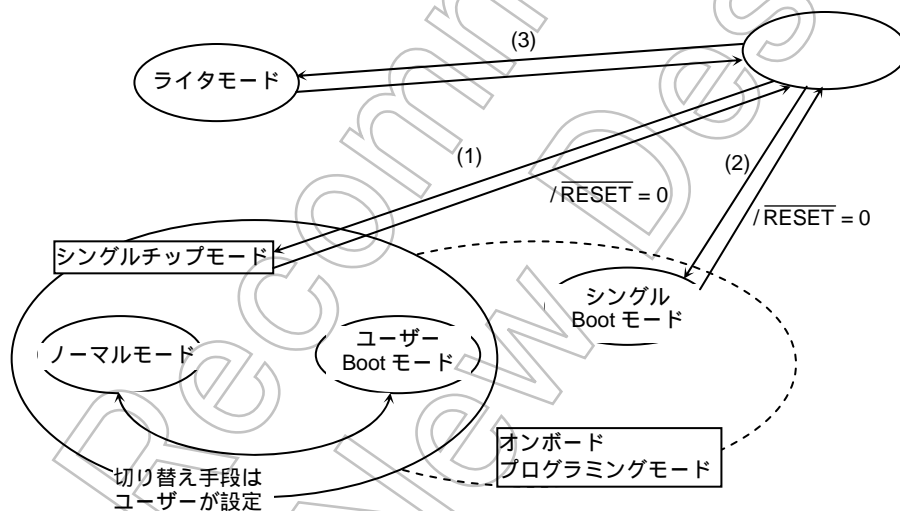 (3)
ライタモード
(1)
(2)
/RESET = 0
/RESET = 0
シングルチップモード
シングル
Boot モード
ノーマルモード
ユーザー
Boot モード
オンボード
プログラミングモード
切り替え手段は
ユーザーが設定
Recomm
New Des